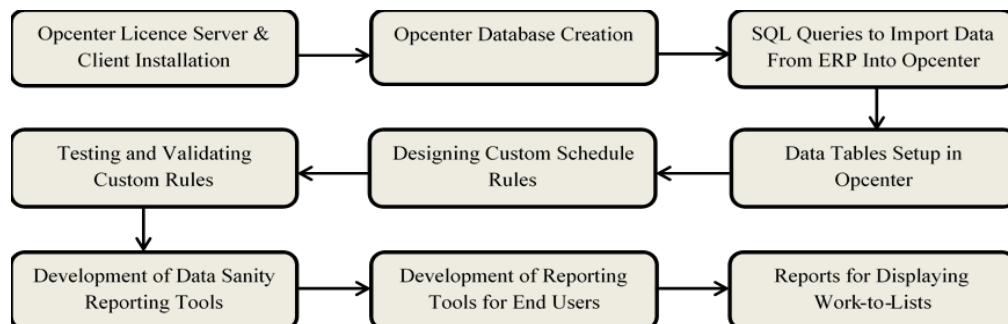 Opcenter Licence Server &
Client Installation
Opcenter Database Creation
SQL Queries to Import Data
From ERP Into Opcenter
Data Tables Setup in
Opcenter
Designing Custom Schedule
Rules
Testing and Validating
Custom Rules
Development of Data Sanity
Reporting Tools
Development of Reporting
Tools for End Users
Reports for Displaying
Work-to-Lists